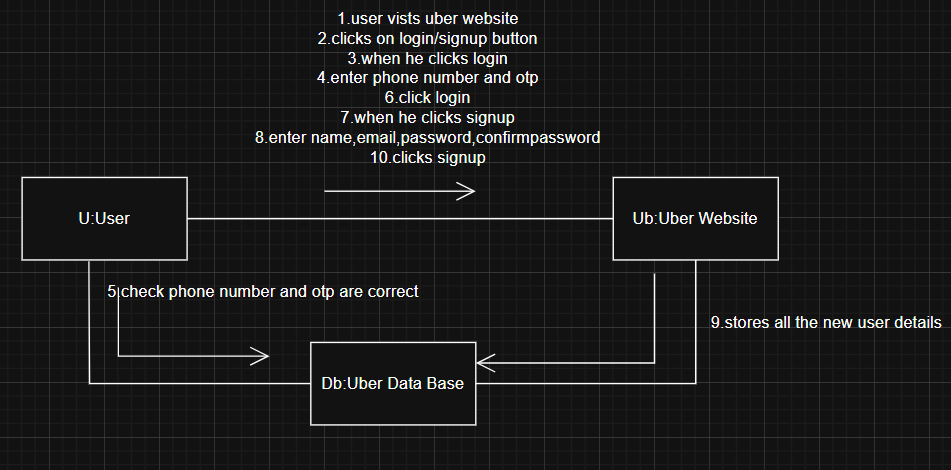 1.user vists uber website
2.clicks on login/signup button
3.when he clicks login
4.enter phone number and otp
6.click login
7.when he clicks signup
8.enter name,email,password,confirmpassword
10.clicks signup
U:User
Ub:Uber Website
5.check phone number and otp are correct
9.stores all the new user details
Db:Uber Data Base